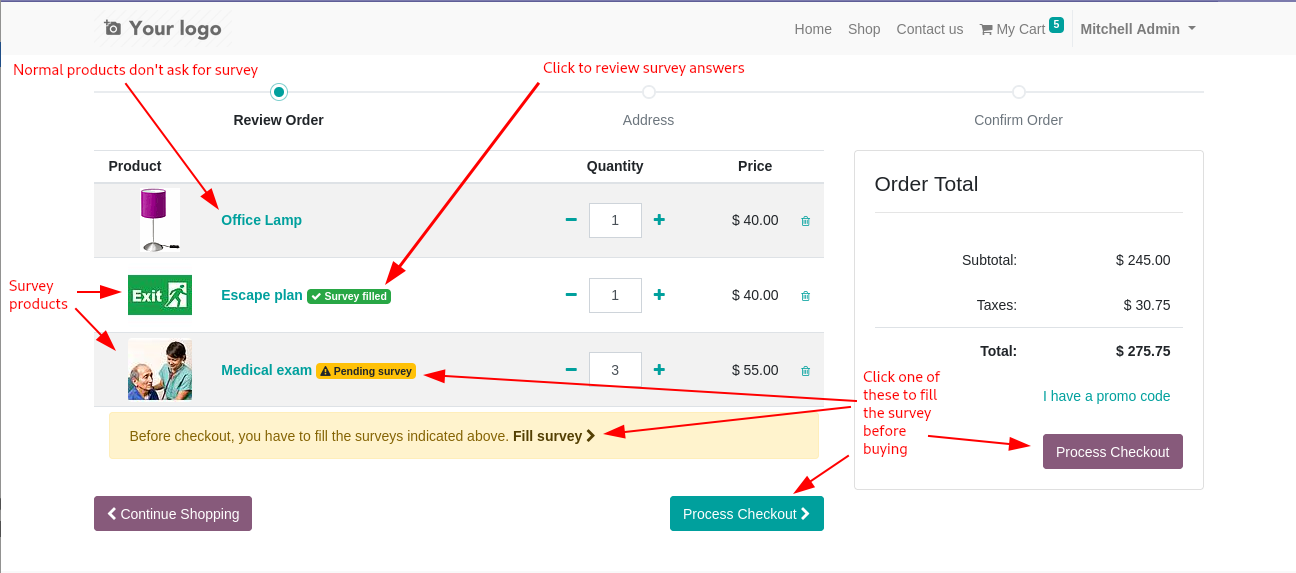 Your logo
Home Shop Contact us My Cart 5 Mitchell Admin
Normal products don't ask for survey
Click to review survey answers
Review Order Address Confirm Order
Product Quantity Price
Office Lamp 1 $ 40.00
Survey
products
Exit
Escape plan Survey filled 1 $ 40.00
Medical exam Pending survey 3 $ 55.00
Before checkout, you have to fill the surveys indicated above. Fill survey
Continue Shopping
Process Checkout
Order Total
Subtotal: $ 245.00
Taxes: $ 30.75
Total: $ 275.75
I have a promo code
Click one of
these to fill
the survey
before
buying
Process Checkout